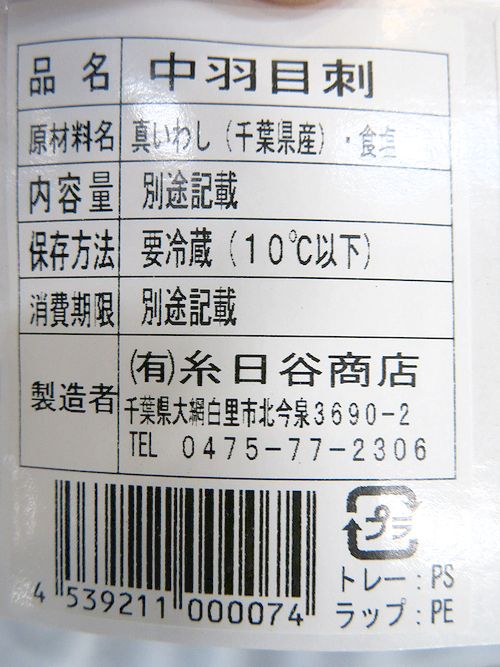 品名 中羽目刺
原材料名 真いわし（千葉県産）・食塩
内容量 別途記載
保存方法 要冷蔵（１０℃以下）
消費期限 別途記載
製造者 (有)糸日谷商店
千葉県大網白里市北今泉３６９０−２
TEL ０４７５−７７−２３０６
4 539211 000074
プラ
トレー：PS
ラップ：PE